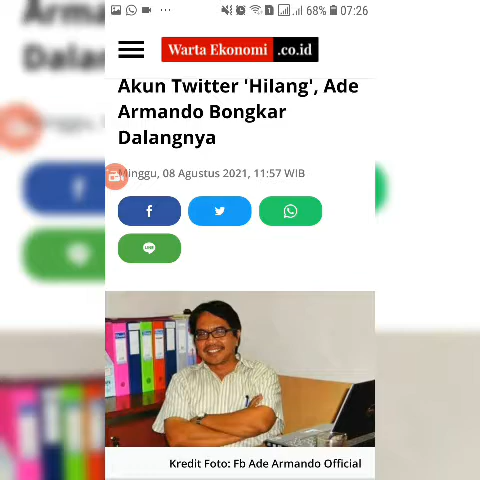 68% 07:26
Warta Ekonomi .co.id
Akun Twitter 'Hilang', Ade
Armando Bongkar
Dalangnya
Minggu, 08 Agustus 2021, 11:57 WIB
LINE
Kredit Foto: Fb Ade Armando Official